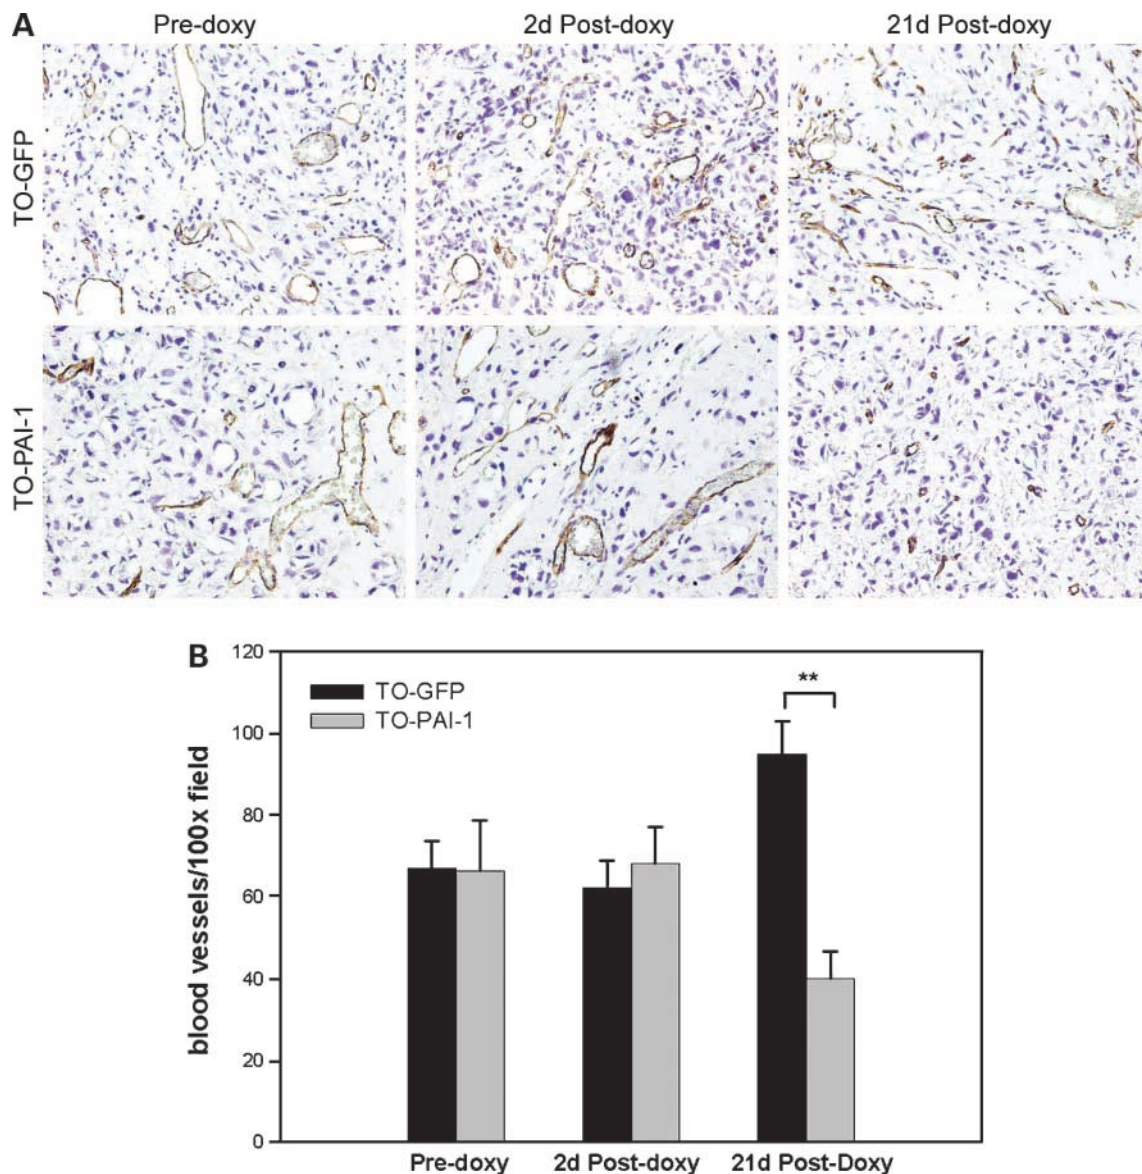 A
Pre-doxy 2d Post-doxy 21d Post-doxy
TO-GFP
TO-PAI-1
B
blood vessels/100x field
120
100
80
60
40
20
0
TO-GFP
TO-PAI-1
**
Pre-doxy 2d Post-doxy 21d Post-Doxy